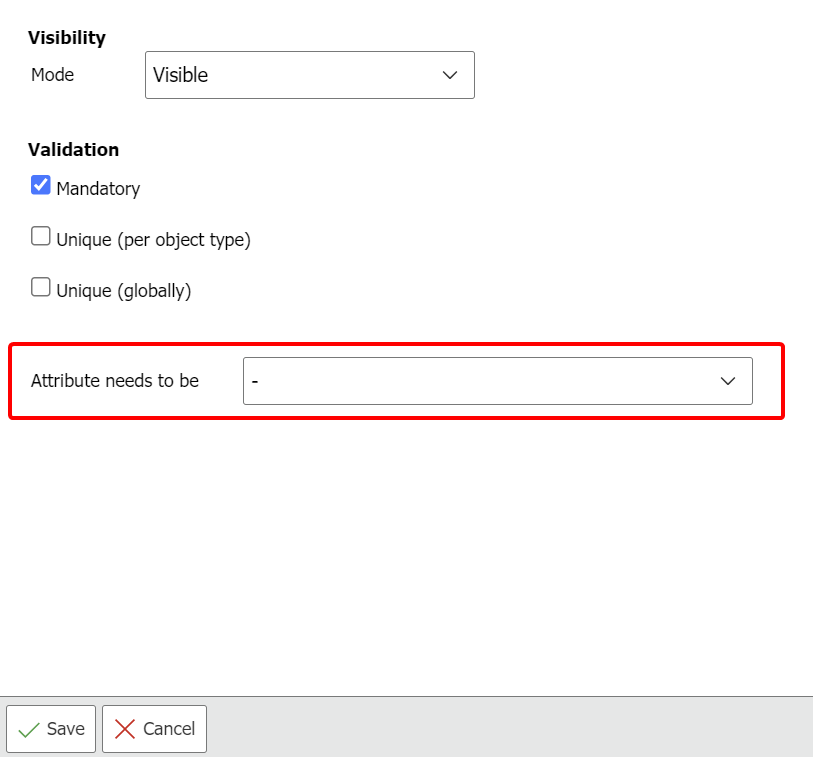 Visibility
Mode Visible
Validation
Mandatory
Unique (per object type)
Unique (globally)
Attribute needs to be -
Save Cancel